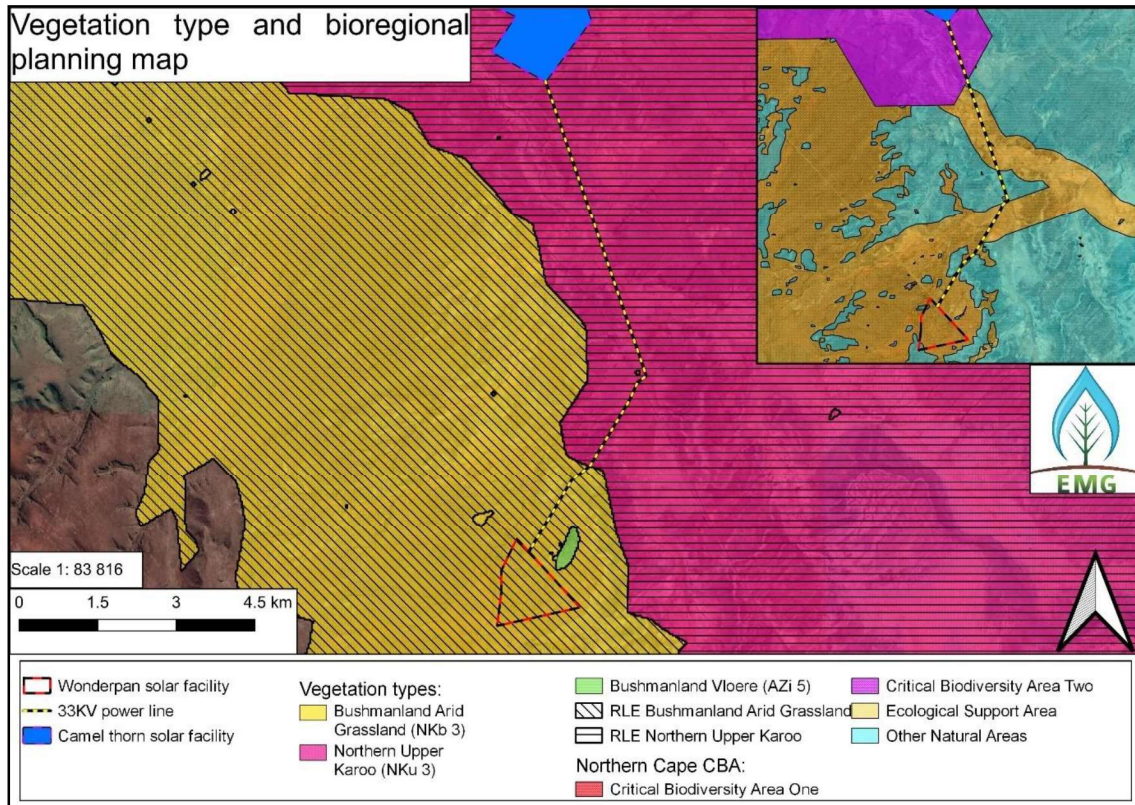 Vegetation type and bioregional
planning map
EMG
Scale 1: 83 816
0 1.5 3 4.5 km
Wonderpan solar facility
33KV power line
Camel thorn solar facility
Vegetation types:
Bushmanland Arid
Grassland (NKb 3)
Northern Upper
Karoo (NKu 3)
Bushmanland Vloere (AZi 5)
RLE Bushmanland Arid Grassland
RLE Northern Upper Karoo
Northern Cape CBA:
Critical Biodiversity Area One
Critical Biodiversity Area Two
Ecological Support Area
Other Natural Areas